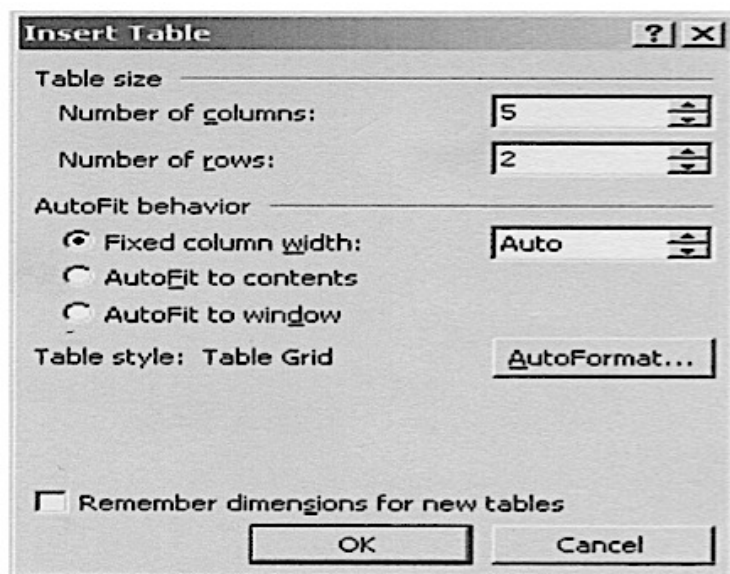 Insert Table
Table size
Number of columns: 5
Number of rows: 2
AutoFit behavior
Fixed column width: Auto
AutoFit to contents
AutoFit to window
Table style: Table Grid AutoFormat...
Remember dimensions for new tables
OK Cancel